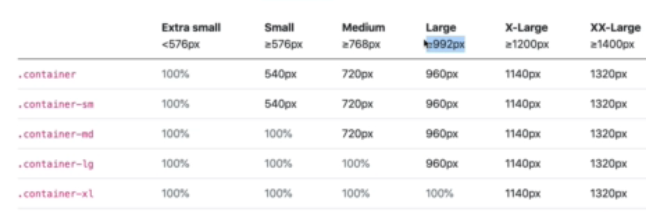 Extra small Small Medium Large X-Large XX-Large
<576px ≥576px ≥768px ≥992px ≥1200px ≥1400px
.container 100% 540px 720px 960px 1140px 1320px
.container-sm 100% 540px 720px 960px 1140px 1320px
.container-md 100% 100% 720px 960px 1140px 1320px
.container-lg 100% 100% 100% 960px 1140px 1320px
.container-xl 100% 100% 100% 100% 1140px 1320px